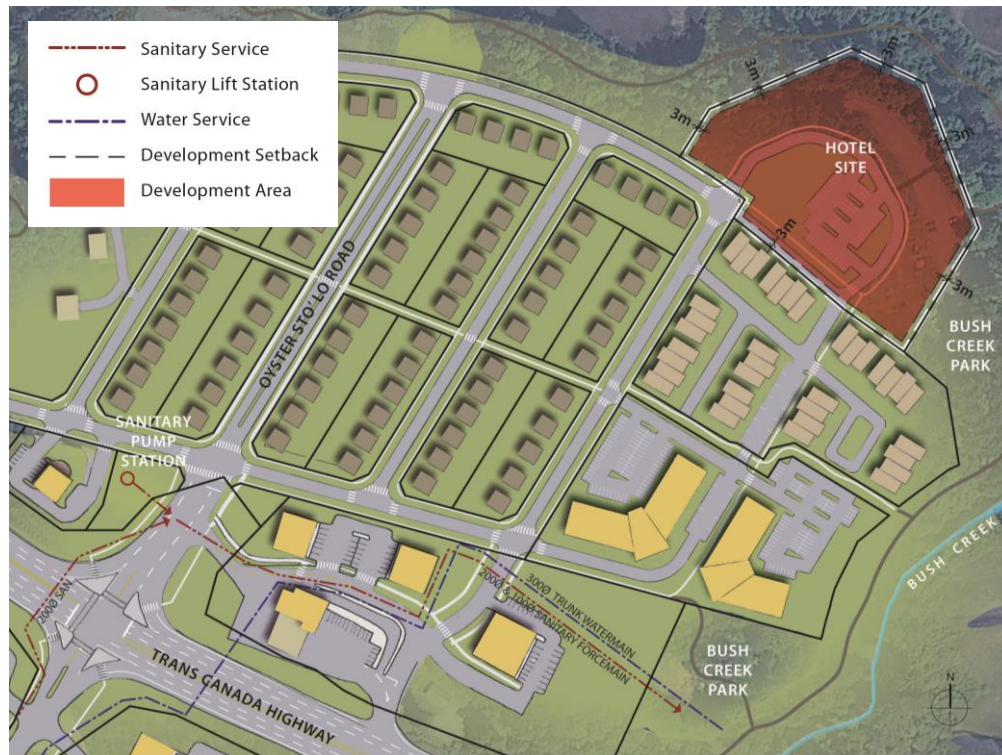 Sanitary Service
Sanitary Lift Station
Water Service
Development Setback
Development Area
3m
3m
3m
3m
HOTEL
SITE
3m
3m
OYSTER STO' LO ROAD
BUSH
CREEK
PARK
SANITARY
PUMP
STATION
BUSH CREEK
200Ø SAN
300Ø TRUNK WATERMAIN
200Ø & 100Ø SANITARY FORCEMAIN
BUSH
CREEK
PARK
TRANS CANADA HIGHWAY
N